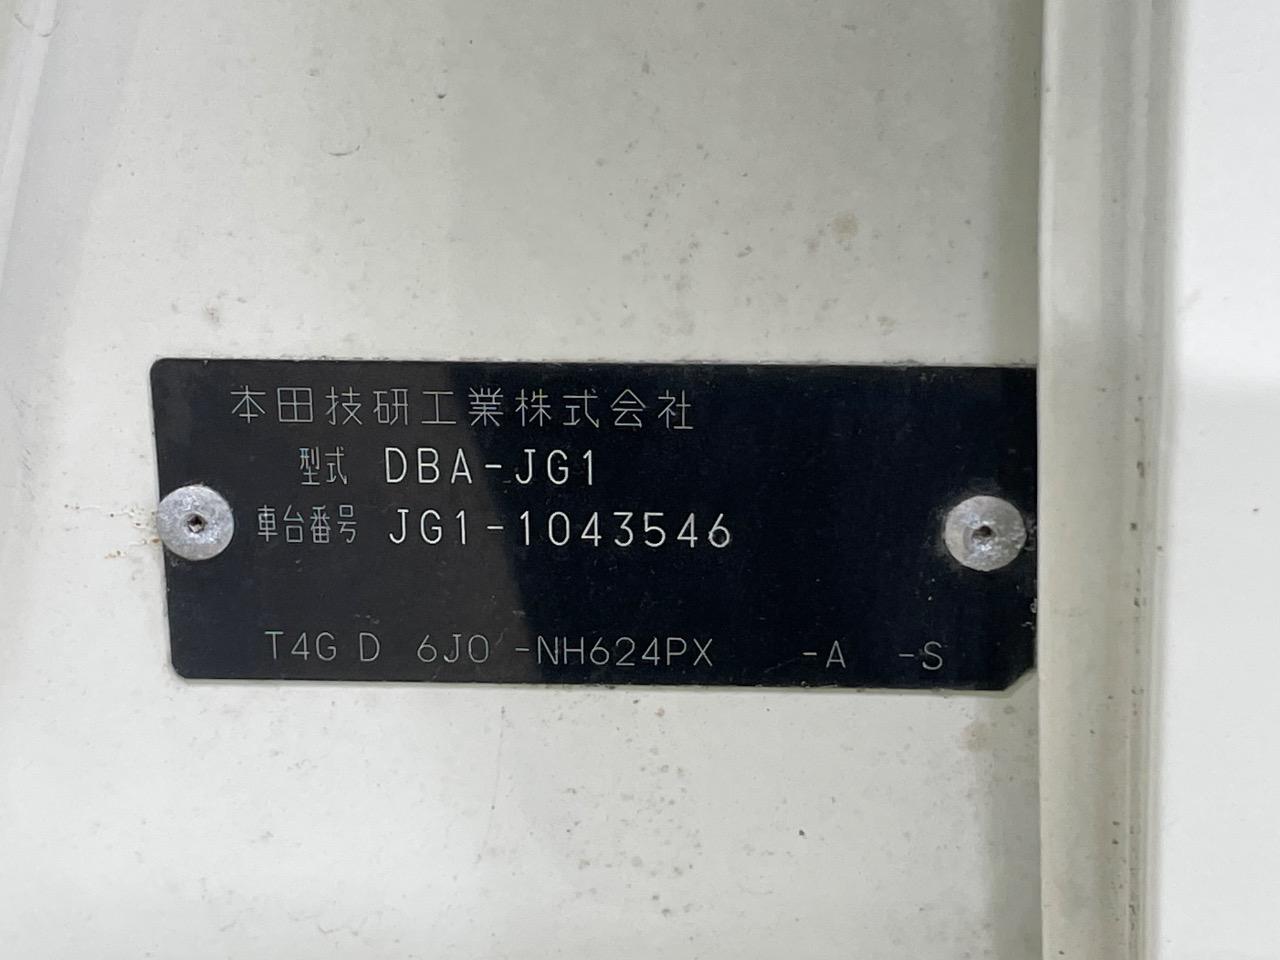 本田技研工業株式会社
型式 DBA-JG1
車台番号 JG1-1043546
T4G D 6J0 -NH624PX -A -S